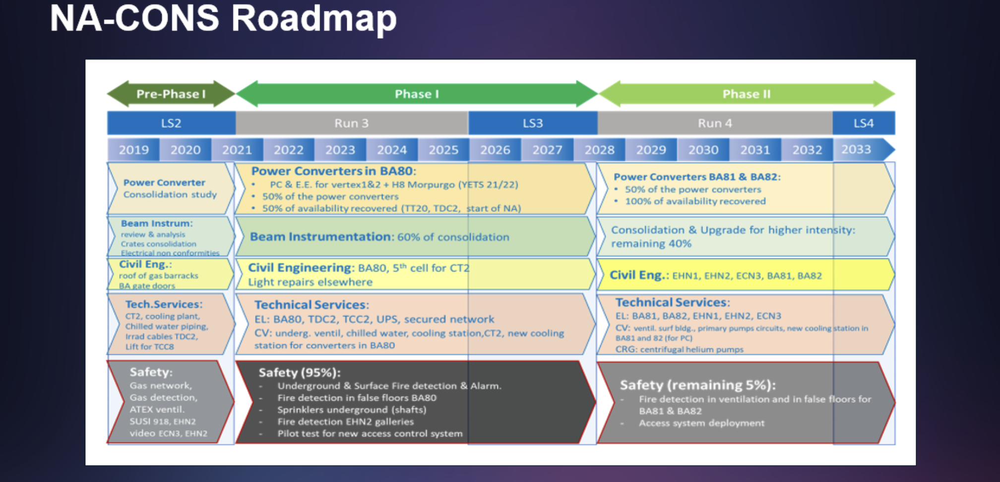 NA-CONS Roadmap
Pre-Phase I
Phase I
Phase II
LS2
Run 3
LS3
Run 4
LS4
2019
2020
2021
2022
2023
2024
2025
2026
2027
2028
2029
2030
2031
2032
2033
Power Converter
Consolidation study
Power Converters in BA80:
• PC & E.E. for vertex1&2 + H8 Morpurgo (YETS 21/22)
• 50% of the power converters
• 50% of availability recovered (TT20, TDC2, start of NA)
Power Converters BA81 & BA82:
• 50% of the power converters
• 100% of availability recovered
Beam Instrum:
review & analysis
Crates consolidation
Electrical non conformities
Beam Instrumentation: 60% of consolidation
Consolidation & Upgrade for higher intensity:
remaining 40%
Civil Eng.:
roof of gas barracks
BA gate doors
Civil Engineering: BA80, 5th cell for CT2
Light repairs elsewhere
Civil Eng.: EHN1, EHN2, ECN3, BA81, BA82
Tech.Services:
CT2, cooling plant,
Chilled water piping,
Irrad cables TDC2,
Lift for TCC8
Technical Services:
EL: BA80, TDC2, TCC2, UPS, secured network
CV: underg. ventil, chilled water, cooling station,CT2, new cooling
station for converters in BA80
Technical Services:
EL: BA81, BA82, EHN1, EHN2, ECN3
CV: ventil. surf bldg., primary pumps circuits, new cooling station in
BA81 and 82 (for PC)
CRG: centrifugal helium pumps
Safety:
Gas network,
Gas detection,
ATEX ventil.
SUSI 918, EHN2
video ECN3, EHN2
Safety (95%):
- Underground & Surface Fire detection & Alarm.
- Fire detection in false floors BA80
- Sprinklers underground (shafts)
- Fire detection EHN2 galleries
- Pilot test for new access control system
Safety (remaining 5%):
- Fire detection in ventilation and in false floors for
BA81 & BA82
- Access system deployment